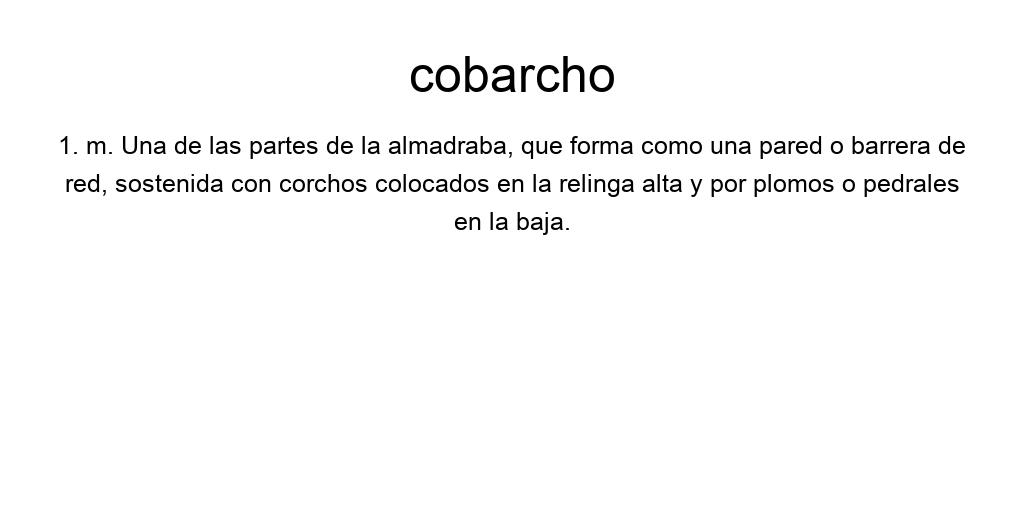 cobarcho
1. m. Una de las partes de la almadraba, que forma como una pared o barrera de
red, sostenida con corchos colocados en la relinga alta y por plomos o pedrales
en la baja.